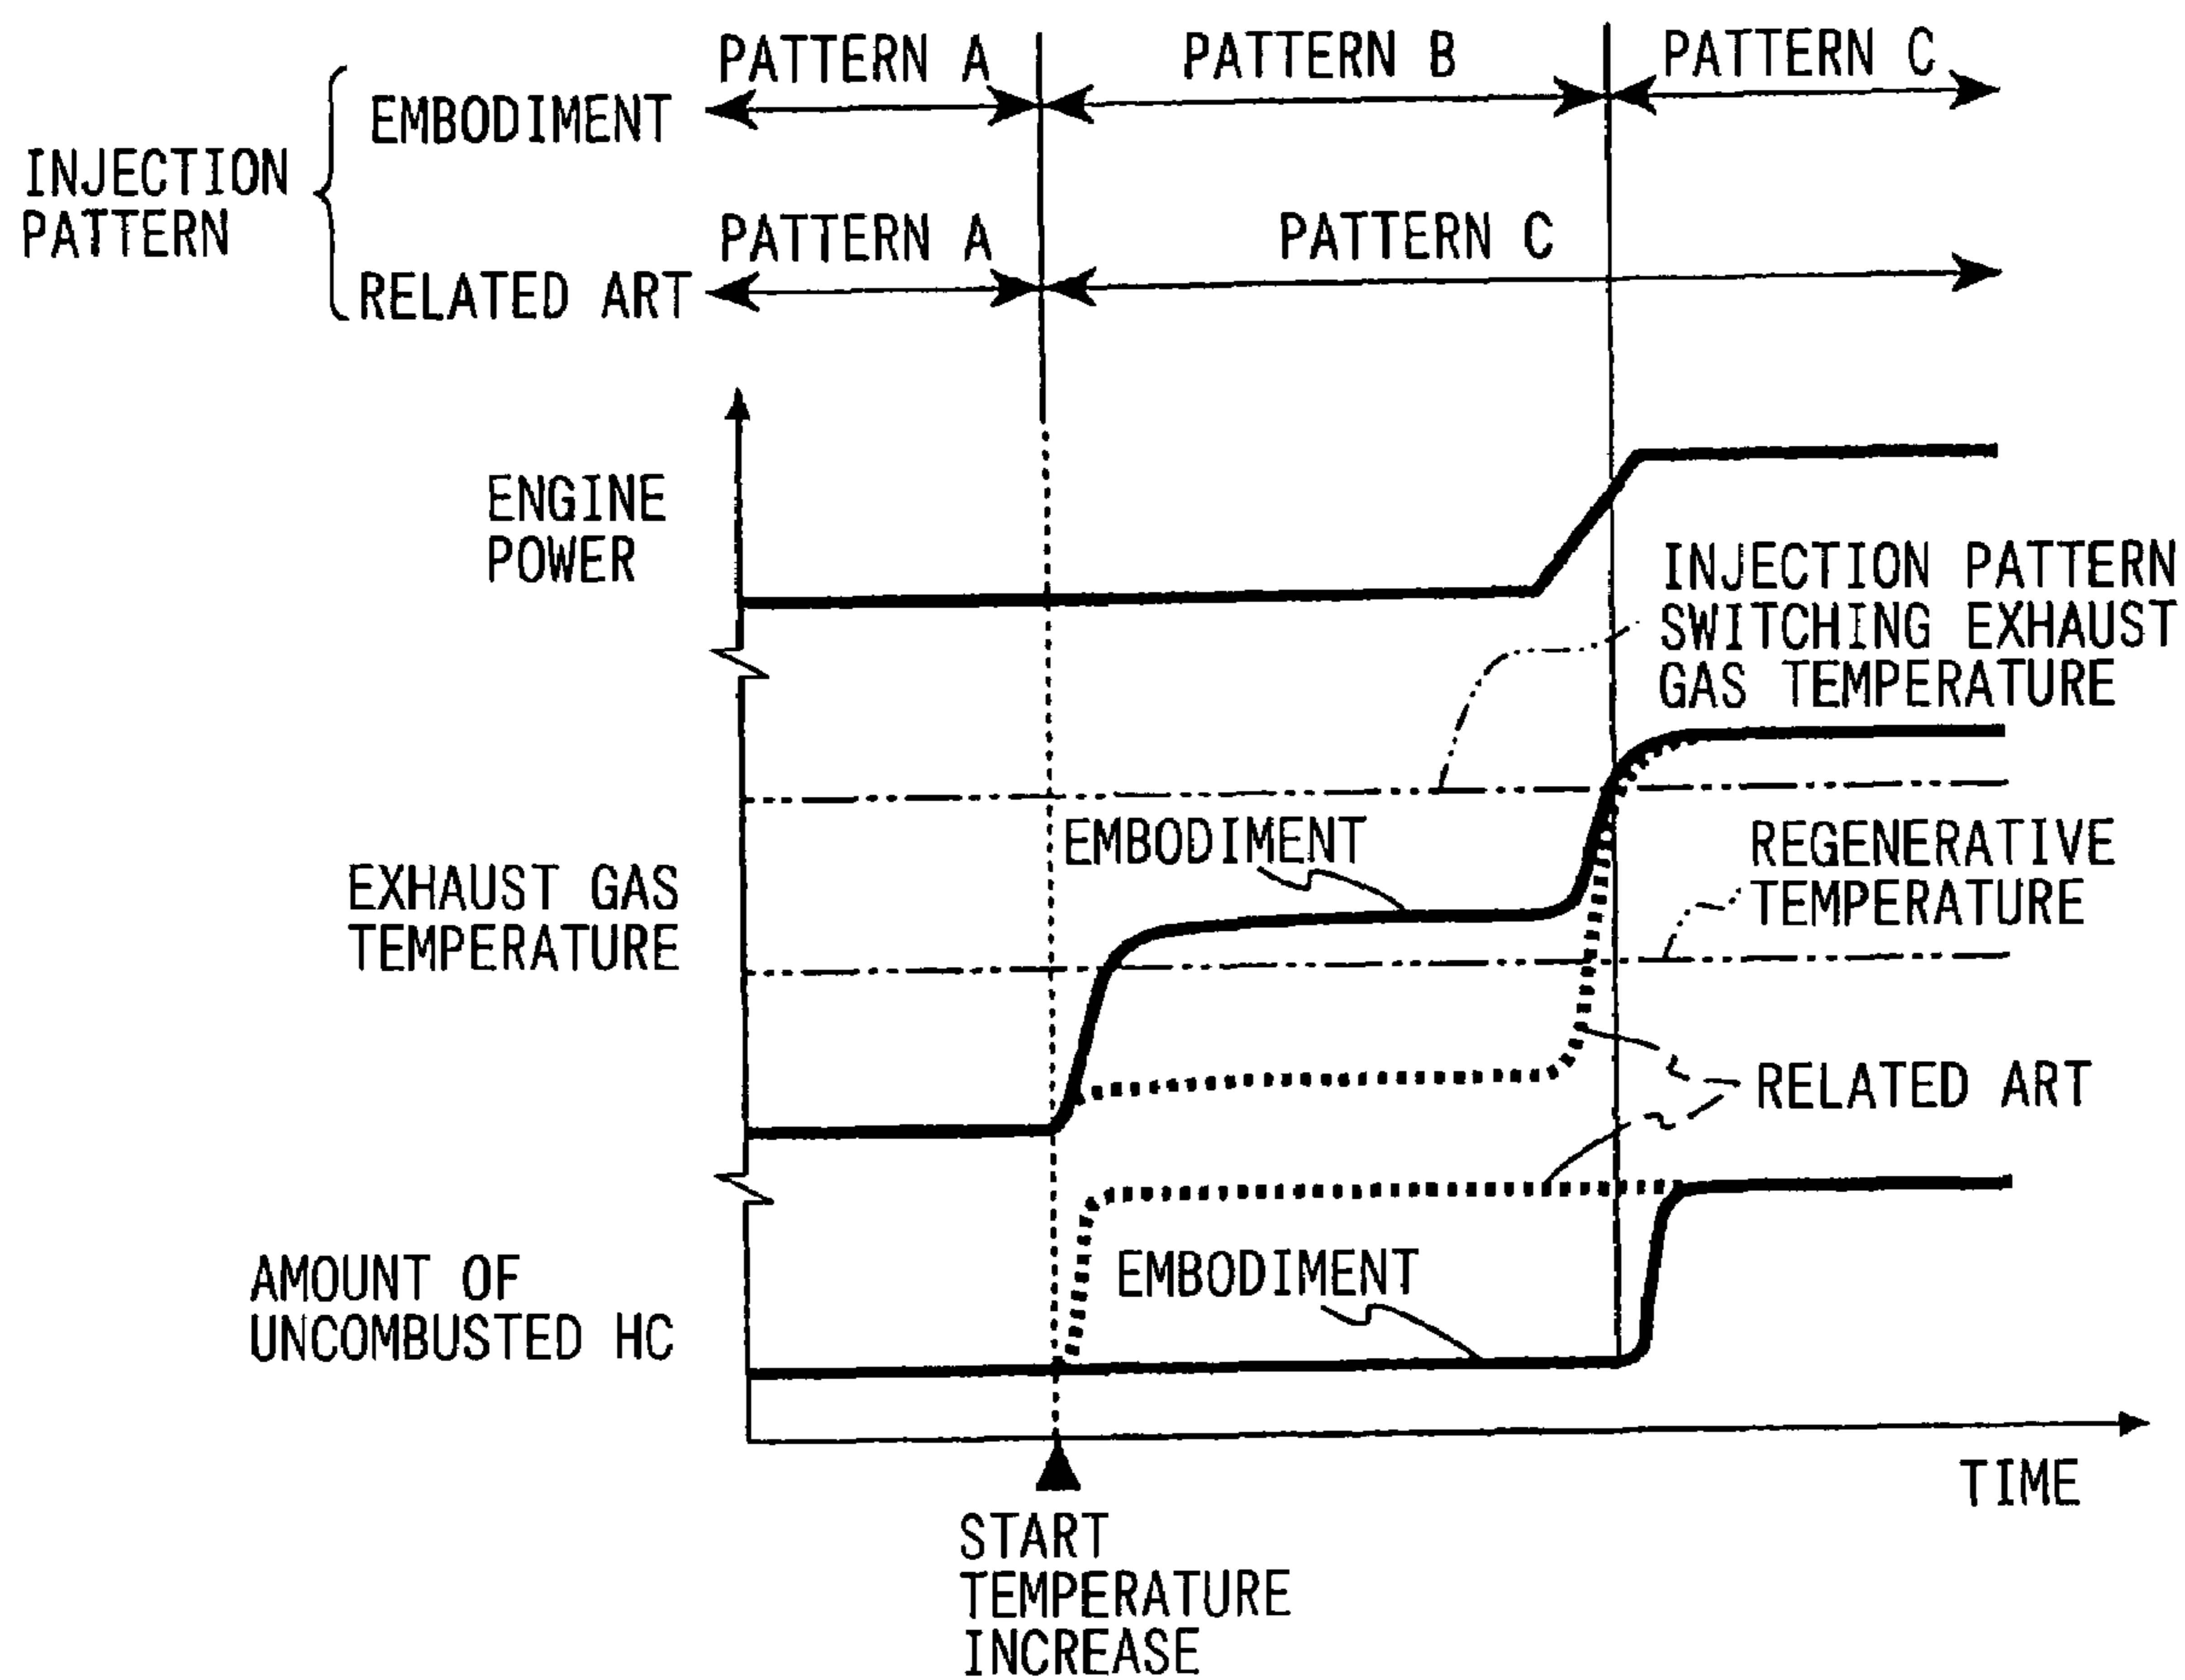 PATTERN A
PATTERN B
PATTERN C
EMBODIMENT
INJECTION
PATTERN
PATTERN A
PATTERN C
RELATED ART
ENGINE
POWER
INJECTION PATTERN
SWITCHING EXHAUST
GAS TEMPERATURE
EMBODIMENT
REGENERATIVE
TEMPERATURE
EXHAUST GAS
TEMPERATURE
RELATED ART
EMBODIMENT
AMOUNT OF
UNCOMBUSTED HC
TIME
START
TEMPERATURE
INCREASE